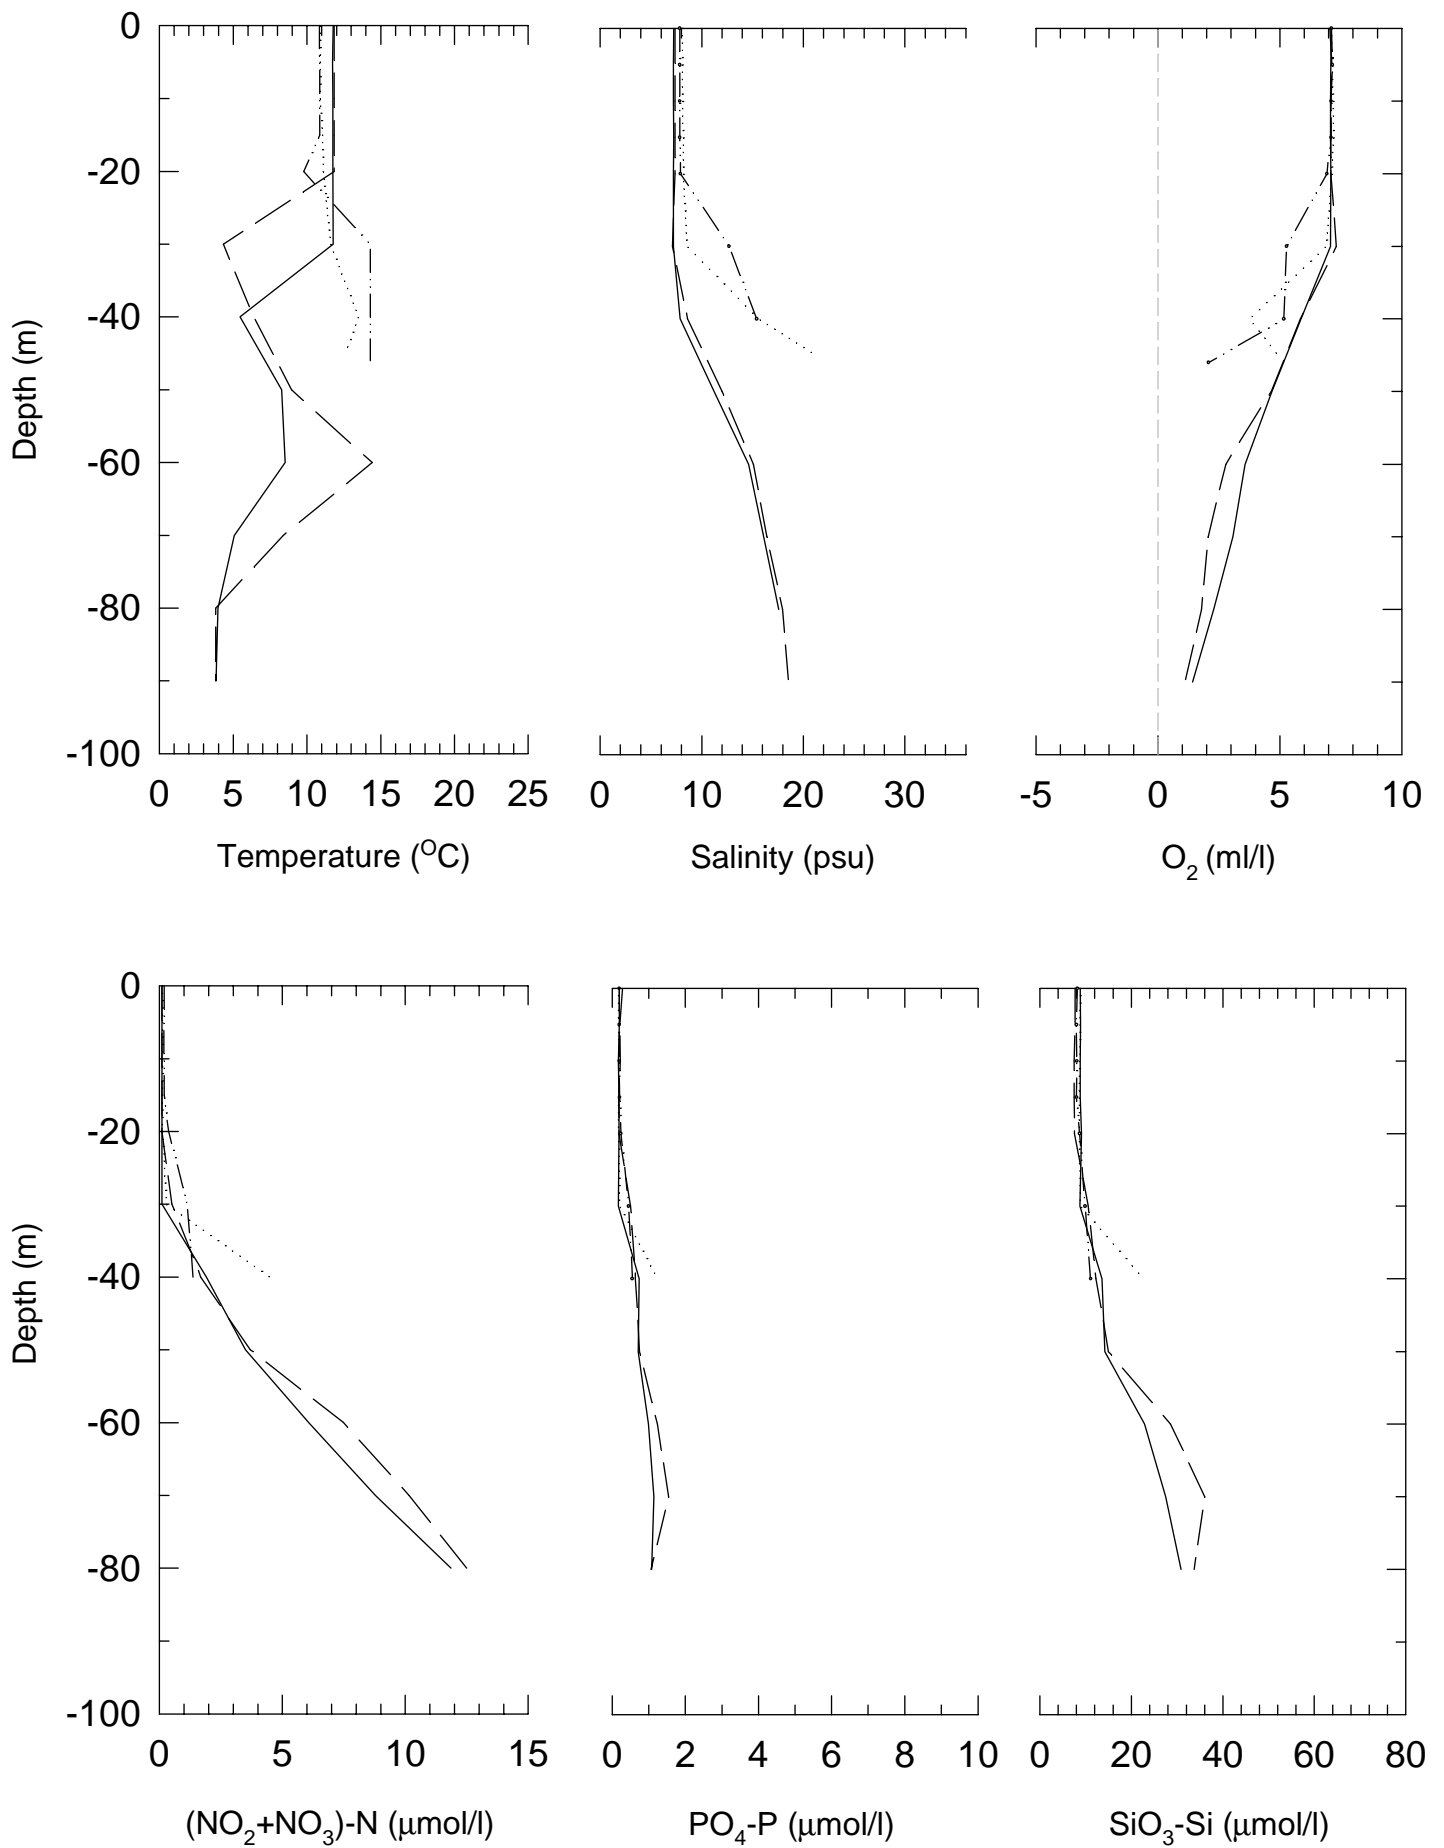 0
-20
-40
-60
-80
-100
Depth (m)
0 5 10 15 20 25
0 10 20 30
-5 0 5 10
Temperature (ᴼC)
Salinity (psu)
O₂ (ml/l)
0
-20
-40
-60
-80
-100
Depth (m)
0 5 10 15
0 2 4 6 8 10
0 20 40 60 80
(NO₂+NO₃)-N (μmol/l)
PO₄-P (μmol/l)
SiO₃-Si (μmol/l)